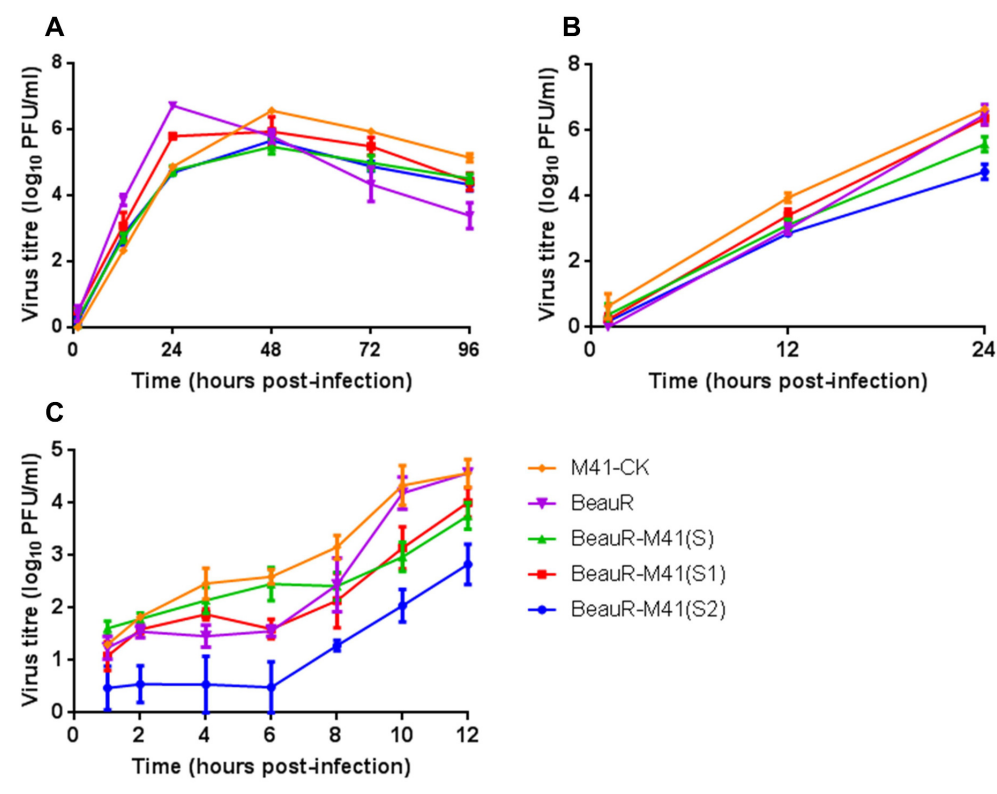 A
Virus titre (log10 PFU/ml)
8
6
4
2
0
0 24 48 72 96
Time (hours post-infection)
B
Virus titre (log10 PFU/ml)
8
6
4
2
0
0 12 24
Time (hours post-infection)
C
Virus titre (log10 PFU/ml)
5
4
3
2
1
0
0 2 4 6 8 10 12
Time (hours post-infection)
M41-CK
BeauR
BeauR-M41(S)
BeauR-M41(S1)
BeauR-M41(S2)